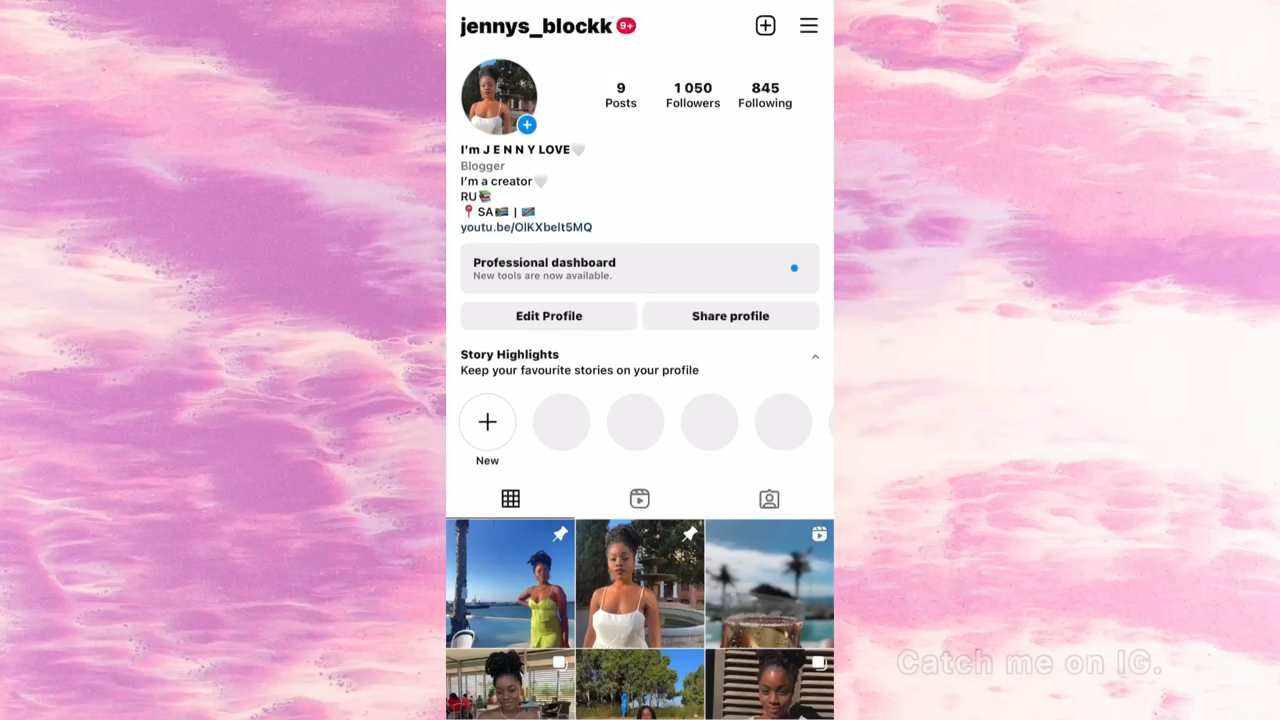 jennys_blockk 9+
9 1 050 845
Posts Followers Following
I'm J E N N Y LOVE🤍
Blogger
I'm a creator🤍
RU📚
📍 SA🇿🇦 | 🇨🇩
youtu.be/OlKXbelt5MQ
Professional dashboard
New tools are now available.
Edit Profile Share profile
Story Highlights
Keep your favourite stories on your profile
New
Catch me on IG.